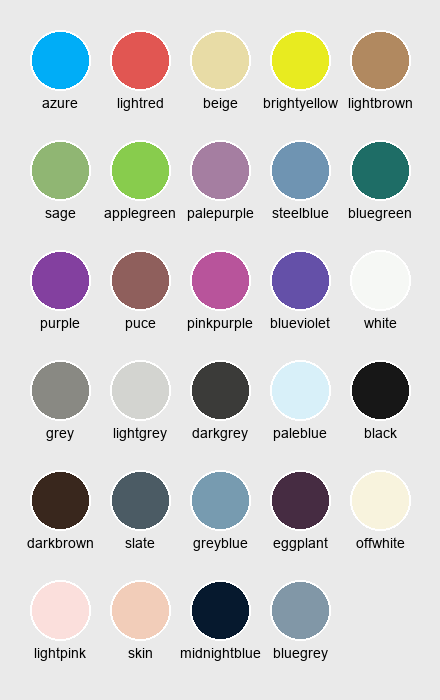 azure lightred beige brightyellow lightbrown
sage applegreen palepurple steelblue bluegreen
purple puce pinkpurple blueviolet white
grey lightgrey darkgrey paleblue black
darkbrown slate greyblue eggplant offwhite
lightpink skin midnightblue bluegrey